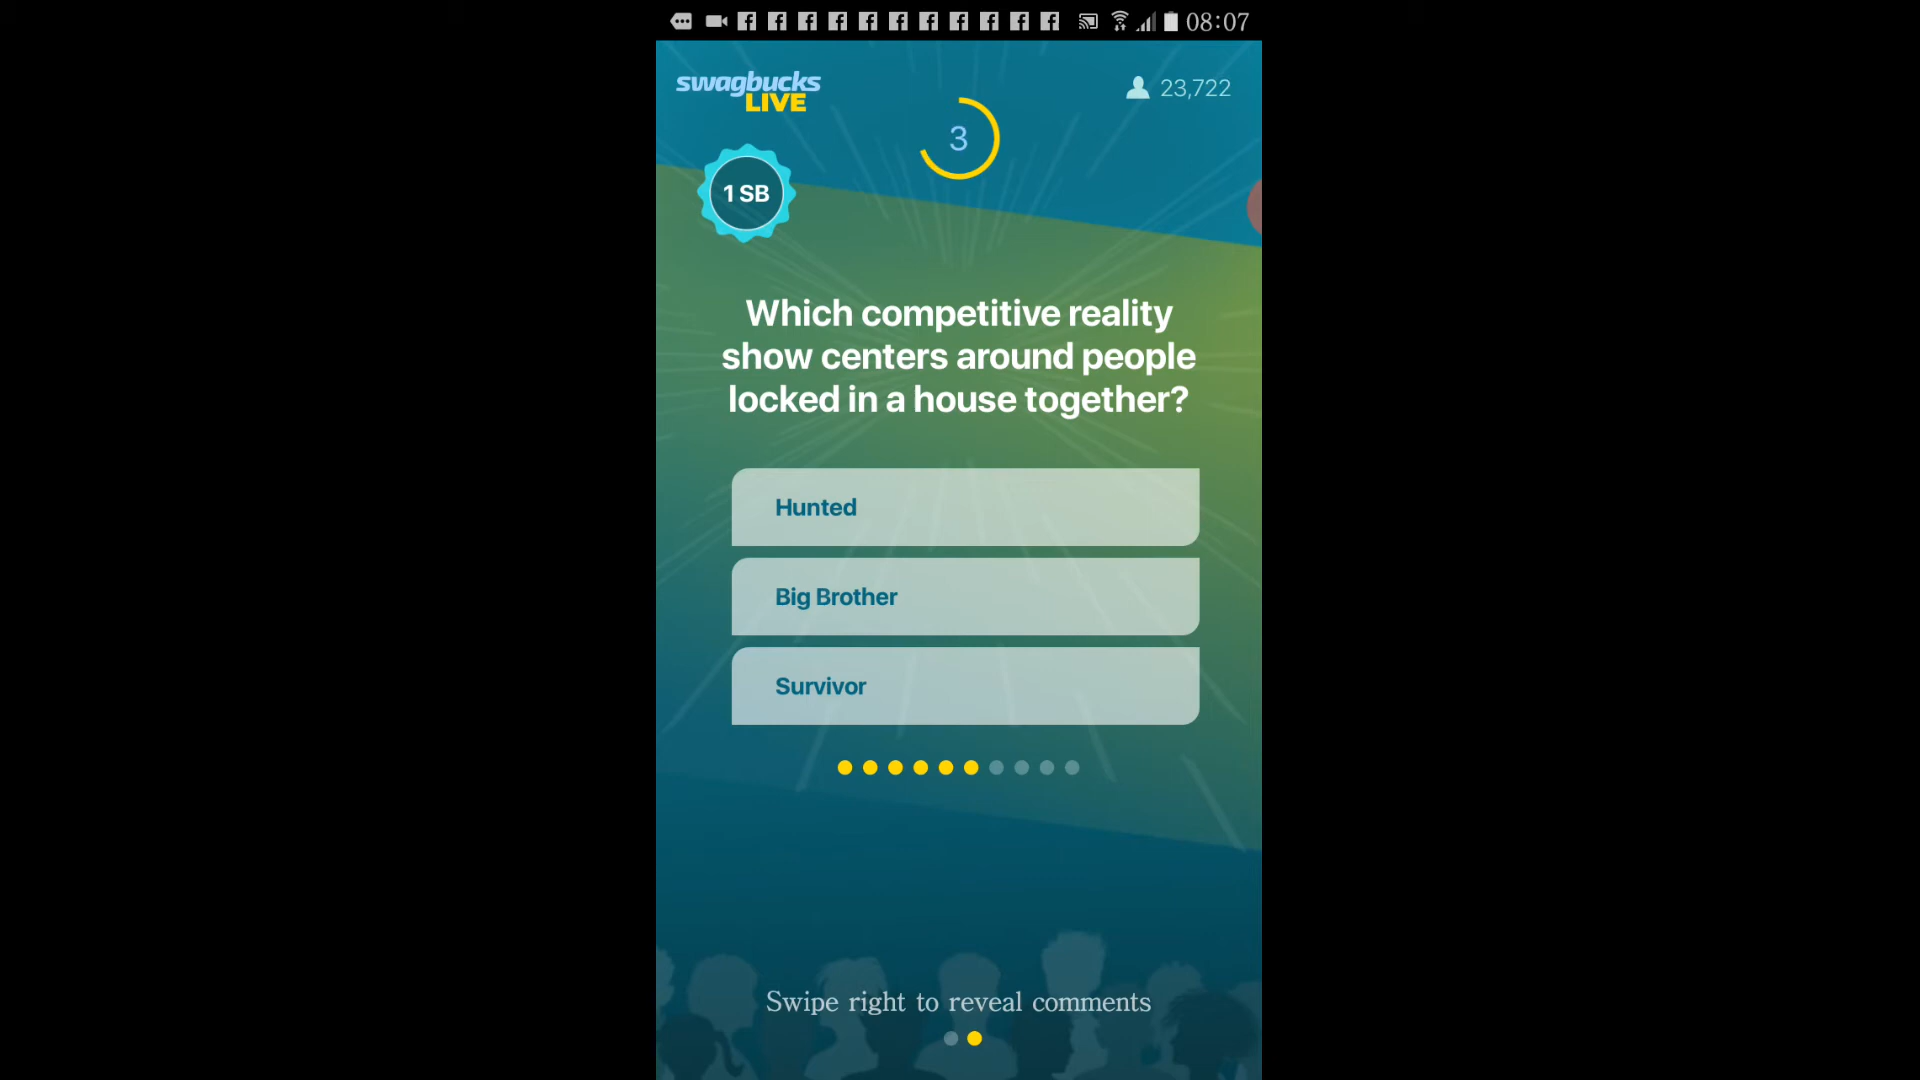 08:07
swagbucks
LIVE
23,722
3
1 SB
Which competitive reality
show centers around people
locked in a house together?
Hunted
Big Brother
Survivor
Swipe right to reveal comments